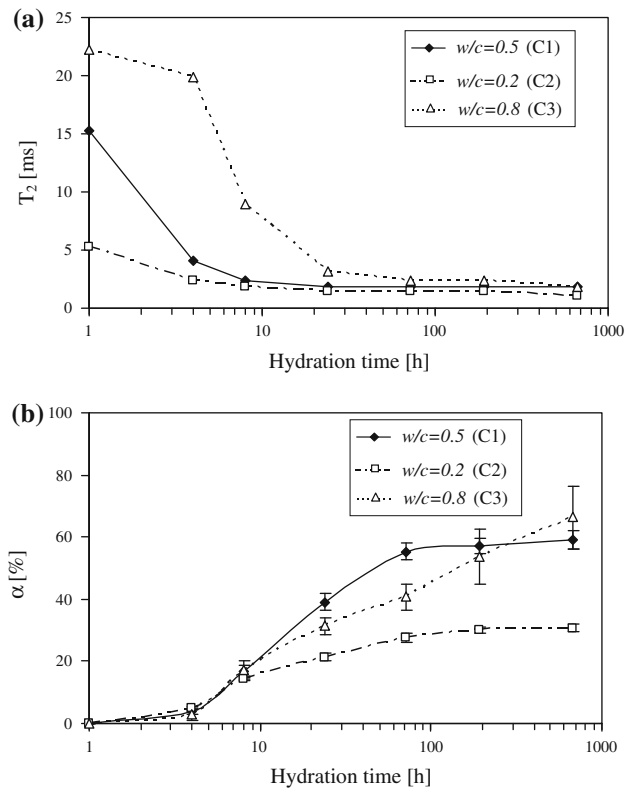 (a)
25
20
15
10
5
0
T₂ [ms]
w/c=0.5 (C1)
w/c=0.2 (C2)
w/c=0.8 (C3)
1 10 100 1000
Hydration time [h]
(b)
100
80
60
40
20
0
α [%]
w/c=0.5 (C1)
w/c=0.2 (C2)
w/c=0.8 (C3)
1 10 100 1000
Hydration time [h]